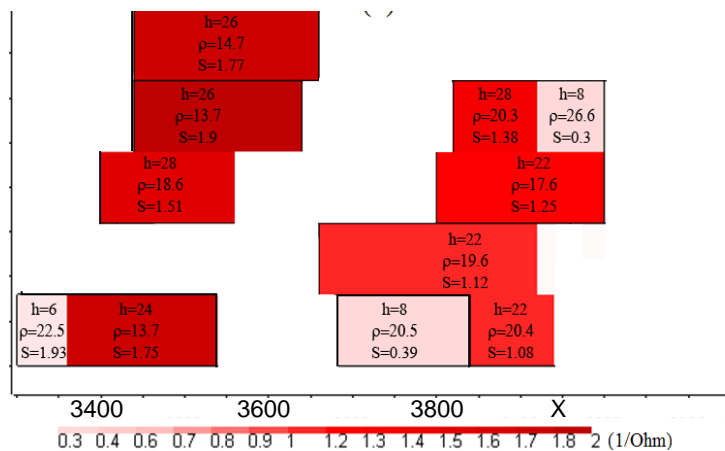 h=26
ρ=14.7
S=1.77
h=26
ρ=13.7
S=1.9
h=28
ρ=20.3
S=1.38
h=8
ρ=26.6
S=0.3
h=28
ρ=18.6
S=1.51
h=22
ρ=17.6
S=1.25
h=22
ρ=19.6
S=1.12
h=6
ρ=22.5
S=1.93
h=24
ρ=13.7
S=1.75
h=8
ρ=20.5
S=0.39
h=22
ρ=20.4
S=1.08
3400 3600 3800 X
0.3 0.4 0.6 0.7 0.8 0.9 1 1.2 1.3 1.4 1.5 1.6 1.7 1.8 2 (1/Ohm)